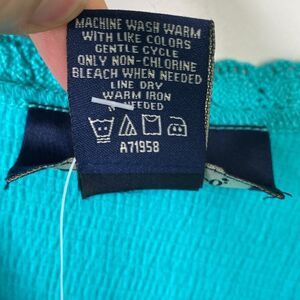 MACHINE WASH WARM
WITH LIKE COLORS
GENTLE CYCLE
ONLY NON-CHLORINE
BLEACH WHEN NEEDED
LINE DRY
WARM IRON
NEEDED
A71958